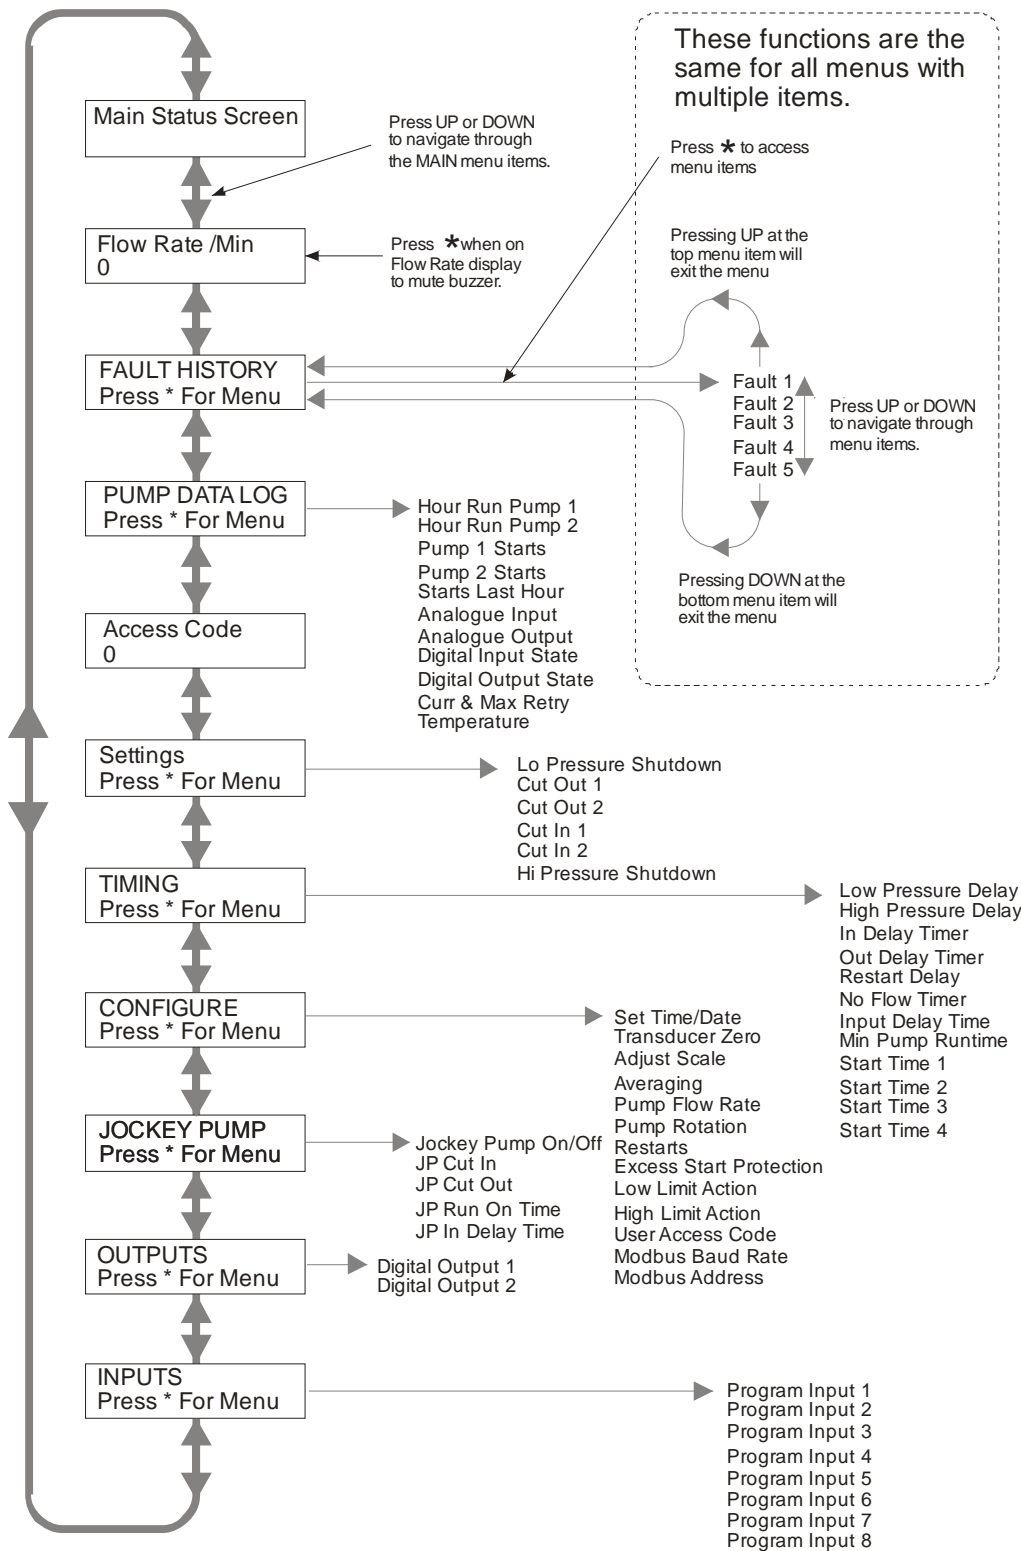 These functions are the
same for all menus with
multiple items.
Main Status Screen
Press UP or DOWN
to navigate through
the MAIN menu items.
Press * to access
menu items
Flow Rate /Min
0
Press * when on
Flow Rate display
to mute buzzer.
Pressing UP at the
top menu item will
exit the menu
FAULT HISTORY
Press * For Menu
Fault 1
Fault 2
Fault 3
Fault 4
Fault 5
Press UP or DOWN
to navigate through
menu items.
Pressing DOWN at the
bottom menu item will
exit the menu
PUMP DATA LOG
Press * For Menu
Hour Run Pump 1
Hour Run Pump 2
Pump 1 Starts
Pump 2 Starts
Starts Last Hour
Analogue Input
Analogue Output
Digital Input State
Digital Output State
Curr & Max Retry
Temperature
Access Code
0
Settings
Press * For Menu
Lo Pressure Shutdown
Cut Out 1
Cut Out 2
Cut In 1
Cut In 2
Hi Pressure Shutdown
TIMING
Press * For Menu
Low Pressure Delay
High Pressure Delay
In Delay Timer
Out Delay Timer
Restart Delay
No Flow Timer
Input Delay Time
Min Pump Runtime
Start Time 1
Start Time 2
Start Time 3
Start Time 4
CONFIGURE
Press * For Menu
Set Time/Date
Transducer Zero
Adjust Scale
Averaging
Pump Flow Rate
Pump Rotation
Restarts
Excess Start Protection
Low Limit Action
High Limit Action
User Access Code
Modbus Baud Rate
Modbus Address
JOCKEY PUMP
Press * For Menu
Jockey Pump On/Off
JP Cut In
JP Cut Out
JP Run On Time
JP In Delay Time
OUTPUTS
Press * For Menu
Digital Output 1
Digital Output 2
INPUTS
Press * For Menu
Program Input 1
Program Input 2
Program Input 3
Program Input 4
Program Input 5
Program Input 6
Program Input 7
Program Input 8